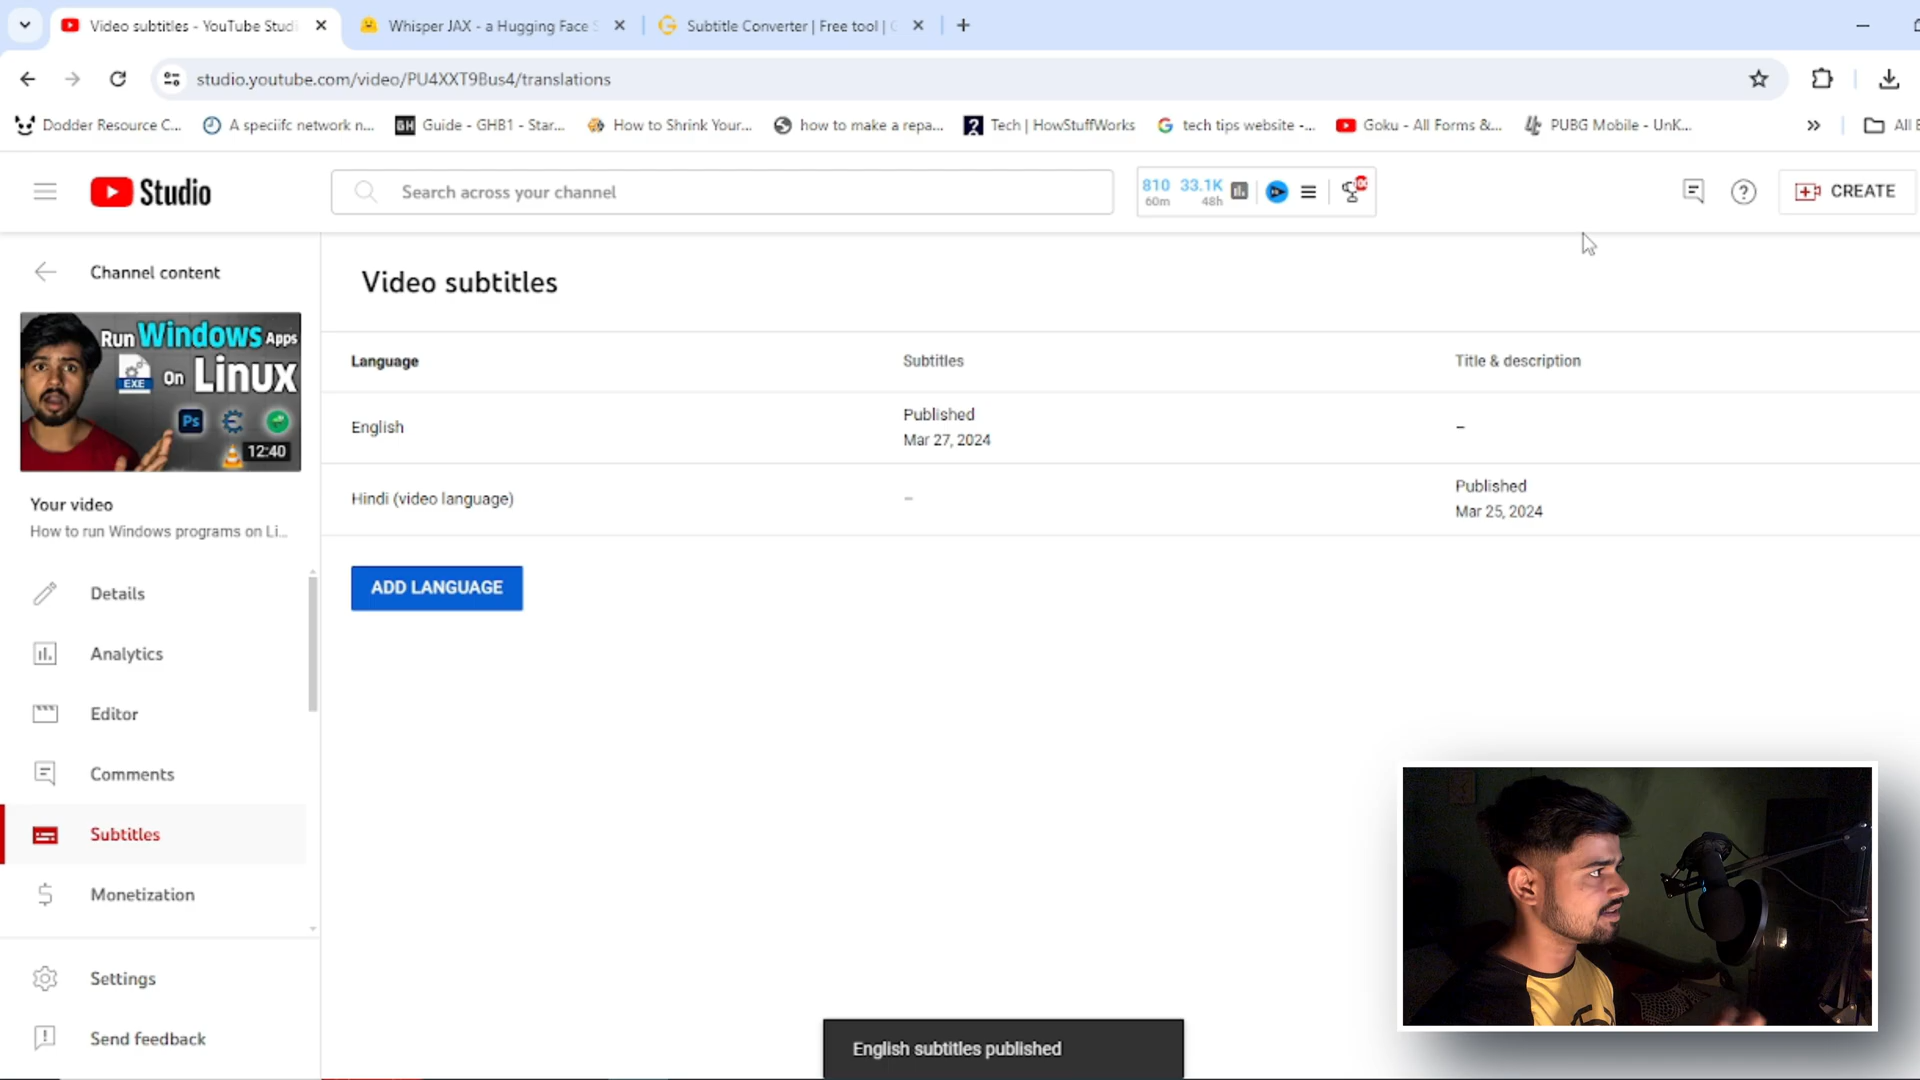 Video subtitles - YouTube Studi
Whisper JAX - a Hugging Face S
Subtitle Converter | Free tool | G
studio.youtube.com/video/PU4XXT9Bus4/translations
Dodder Resource C...
A speciifc network n...
GH Guide - GHB1 - Star...
How to Shrink Your...
how to make a repa...
Tech | HowStuffWorks
tech tips website -...
Goku - All Forms &...
PUBG Mobile - UnK...
All
Studio
Search across your channel
810 33.1K
60m 48h
CREATE
Channel content
Video subtitles
Run Windows Apps
EXE On Linux
Ps
12:40
Language Subtitles Title & description
English Published –
Mar 27, 2024
Hindi (video language) – Published
Mar 25, 2024
Your video
How to run Windows programs on Li...
ADD LANGUAGE
Details
Analytics
Editor
Comments
Subtitles
Monetization
Settings
Send feedback
English subtitles published